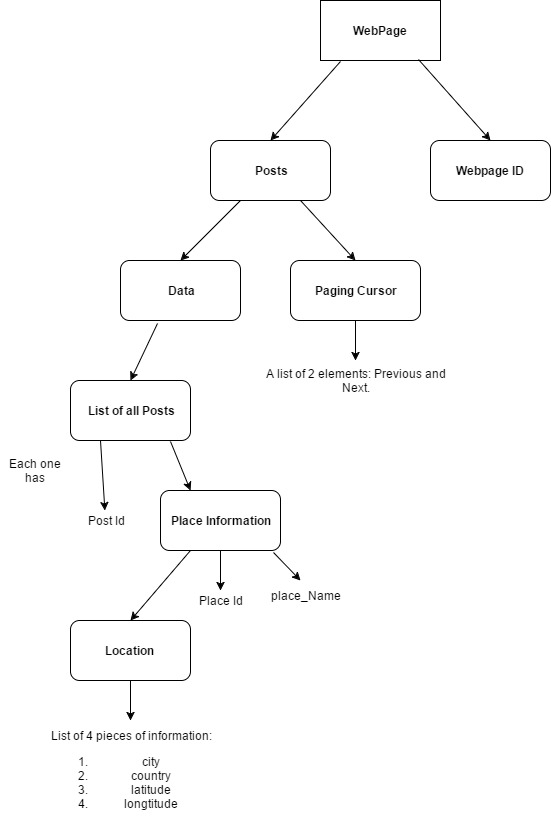 WebPage
Posts
Webpage ID
Data
Paging Cursor
A list of 2 elements: Previous and
Next.
List of all Posts
Each one
has
Post Id
Place Information
Place Id
place_Name
Location
List of 4 pieces of information:
1. city
2. country
3. latitude
4. longtitude